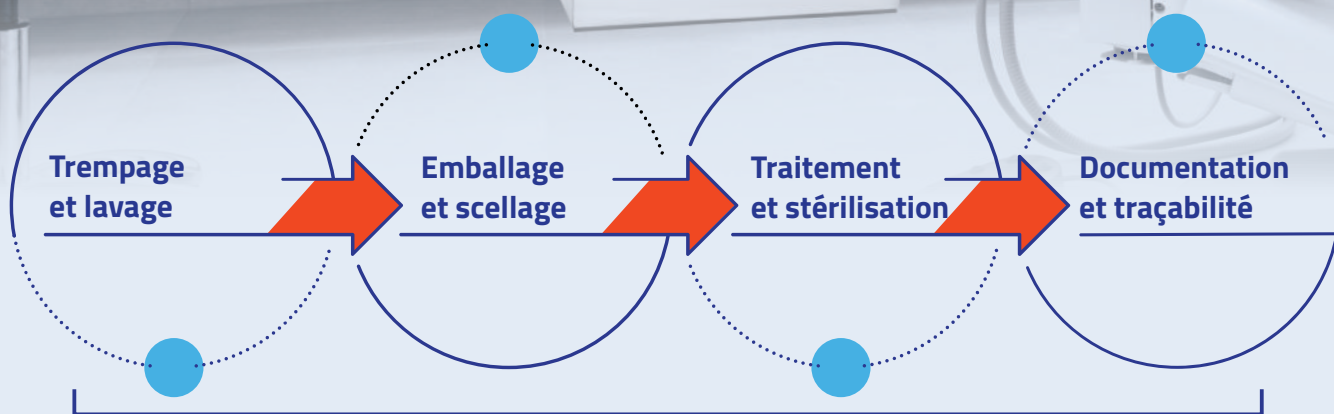 Trempage
et lavage
Emballage
et scellage
Traitement
et stérilisation
Documentation
et traçabilité